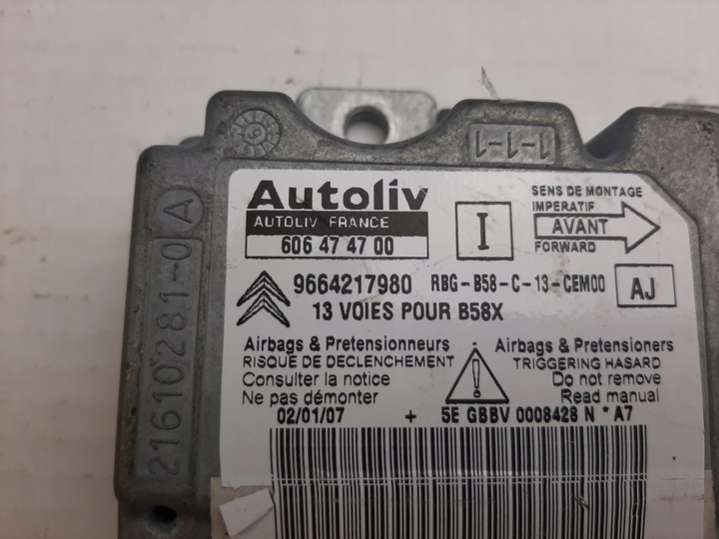 1-1-1
Autoliv
AUTOLIV FRANCE
606 47 47 00
I
SENS DE MONTAGE
IMPERATIF
AVANT
FORWARD
9664217980 RBG-B58-C-13-CEM00 AJ
13 VOIES POUR B58X
Airbags & Pretensionneurs
RISQUE DE DECLENCHEMENT
Consulter la notice
Ne pas démonter
Airbags & Pretensioners
TRIGGERING HASARD
Do not remove
Read manual
02/01/07 + 5E GBBV 0008428 N * A7
21610281-0 A